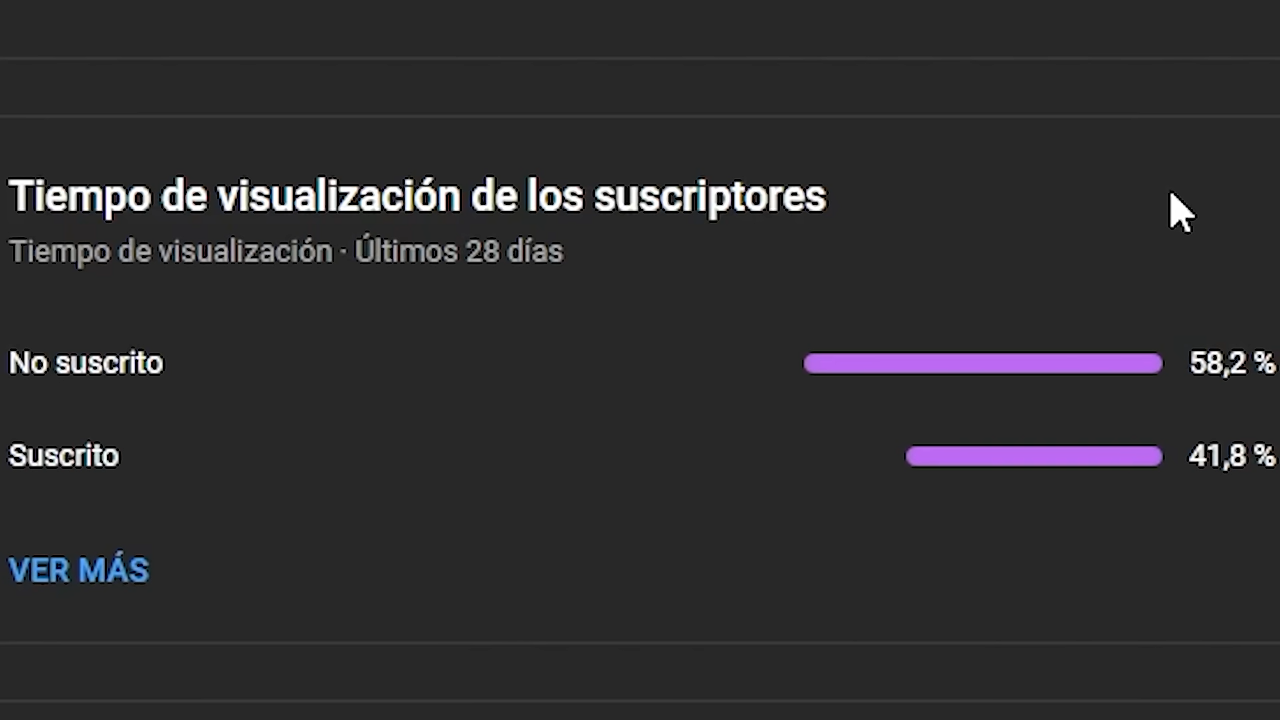 Tiempo de visualización de los suscriptores
Tiempo de visualización · Últimos 28 días
No suscrito 58,2 %
Suscrito 41,8 %
VER MÁS